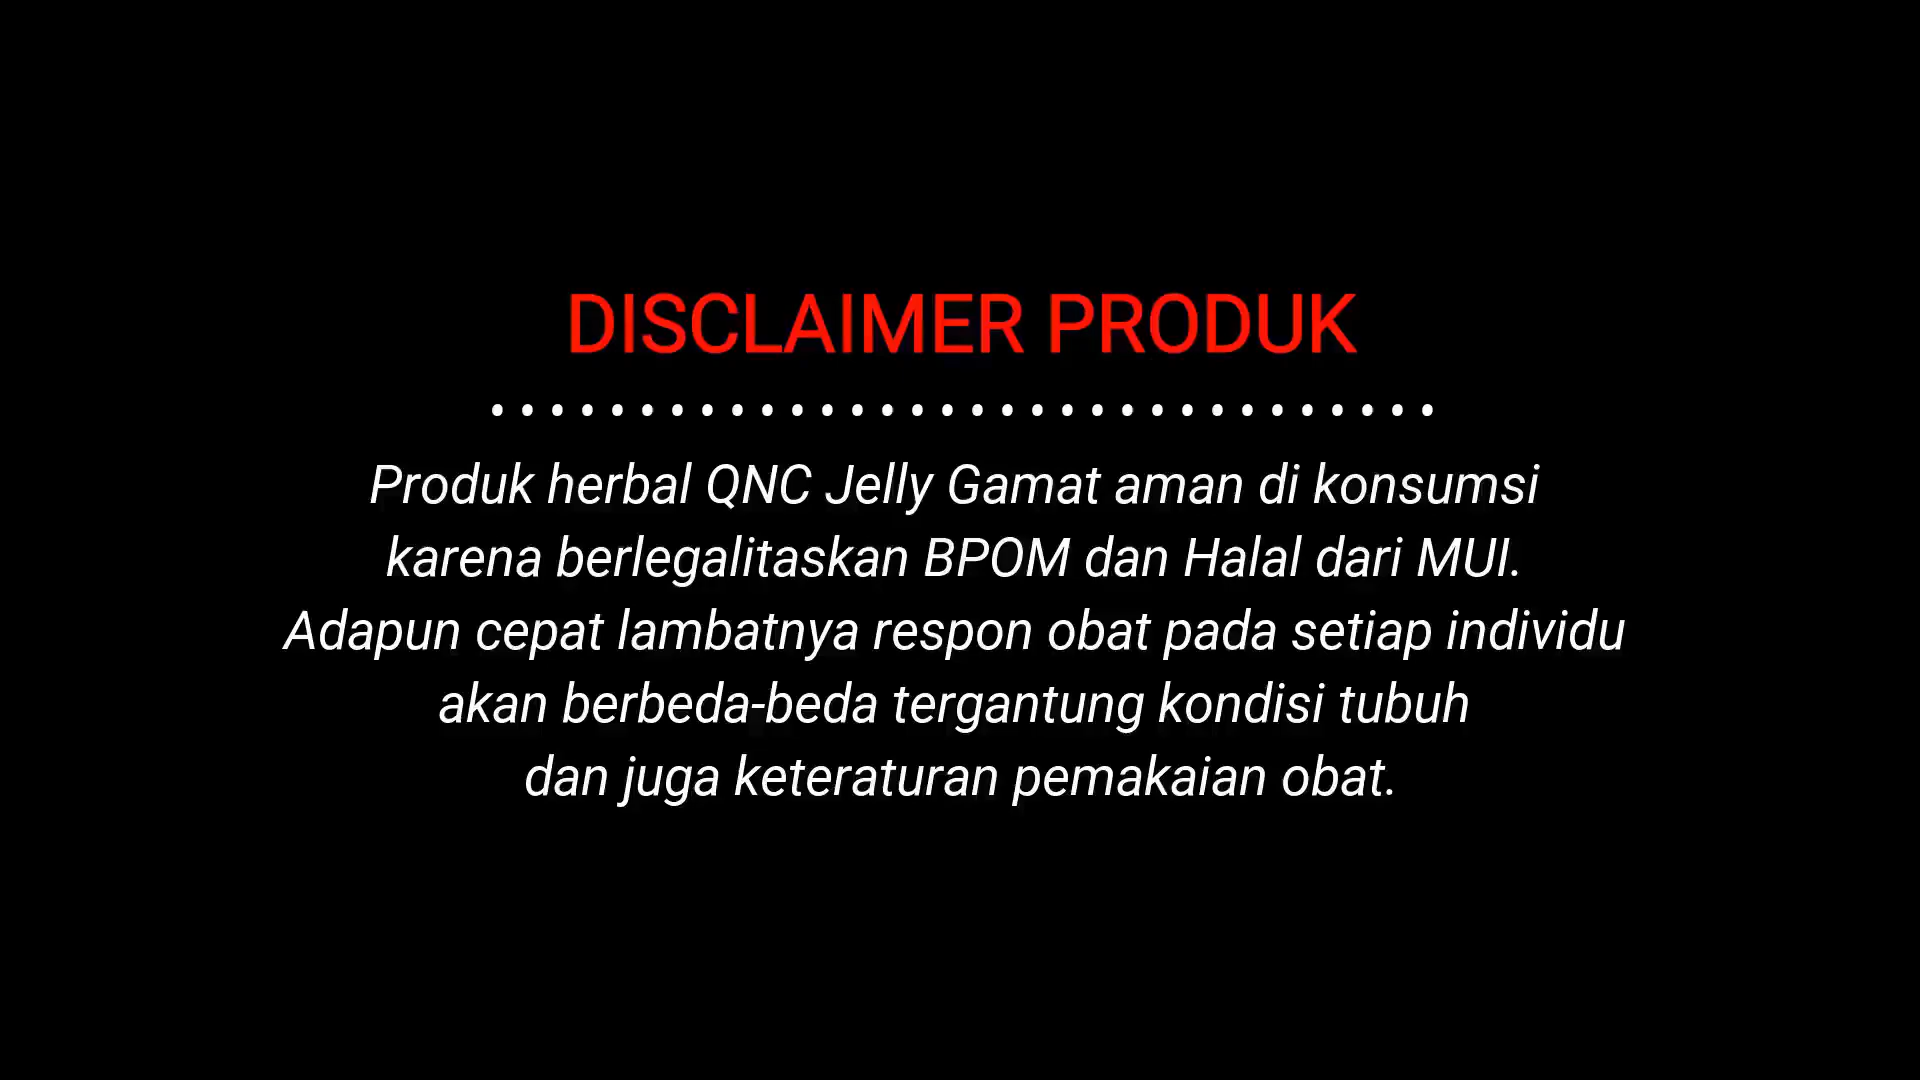 DISCLAIMER PRODUK
Produk herbal QNC Jelly Gamat aman di konsumsi
karena berlegalitaskan BPOM dan Halal dari MUI.
Adapun cepat lambatnya respon obat pada setiap individu
akan berbeda-beda tergantung kondisi tubuh
dan juga keteraturan pemakaian obat.